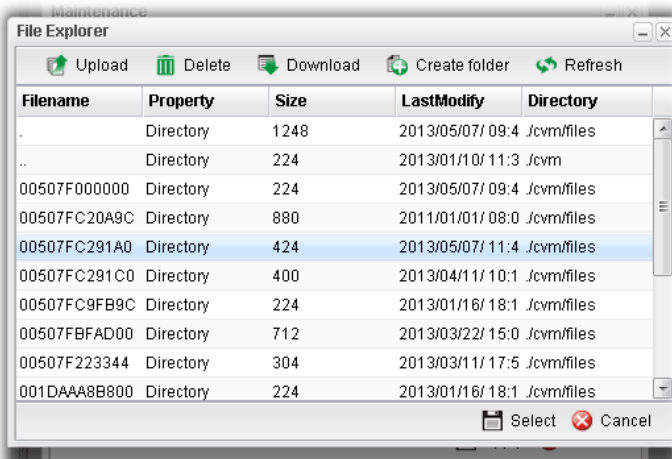 Maintenance
File Explorer
Upload Delete Download Create folder Refresh
Filename Property Size LastModify Directory
. Directory 1248 2013/05/07/ 09:4 ./cvm/files
.. Directory 224 2013/01/10/ 11:3 ./cvm
00507F000000 Directory 224 2013/05/07/ 09:4 ./cvm/files
00507FC20A9C Directory 880 2011/01/01/ 08:0 ./cvm/files
00507FC291A0 Directory 424 2013/05/07/ 11:4 ./cvm/files
00507FC291C0 Directory 400 2013/04/11/ 10:1 ./cvm/files
00507FC9FB9C Directory 224 2013/01/16/ 18:1 ./cvm/files
00507FBFAD00 Directory 712 2013/03/22/ 15:0 ./cvm/files
00507F223344 Directory 304 2013/03/11/ 17:5 ./cvm/files
001DAAA8B800 Directory 224 2013/01/16/ 18:1 ./cvm/files
Select Cancel